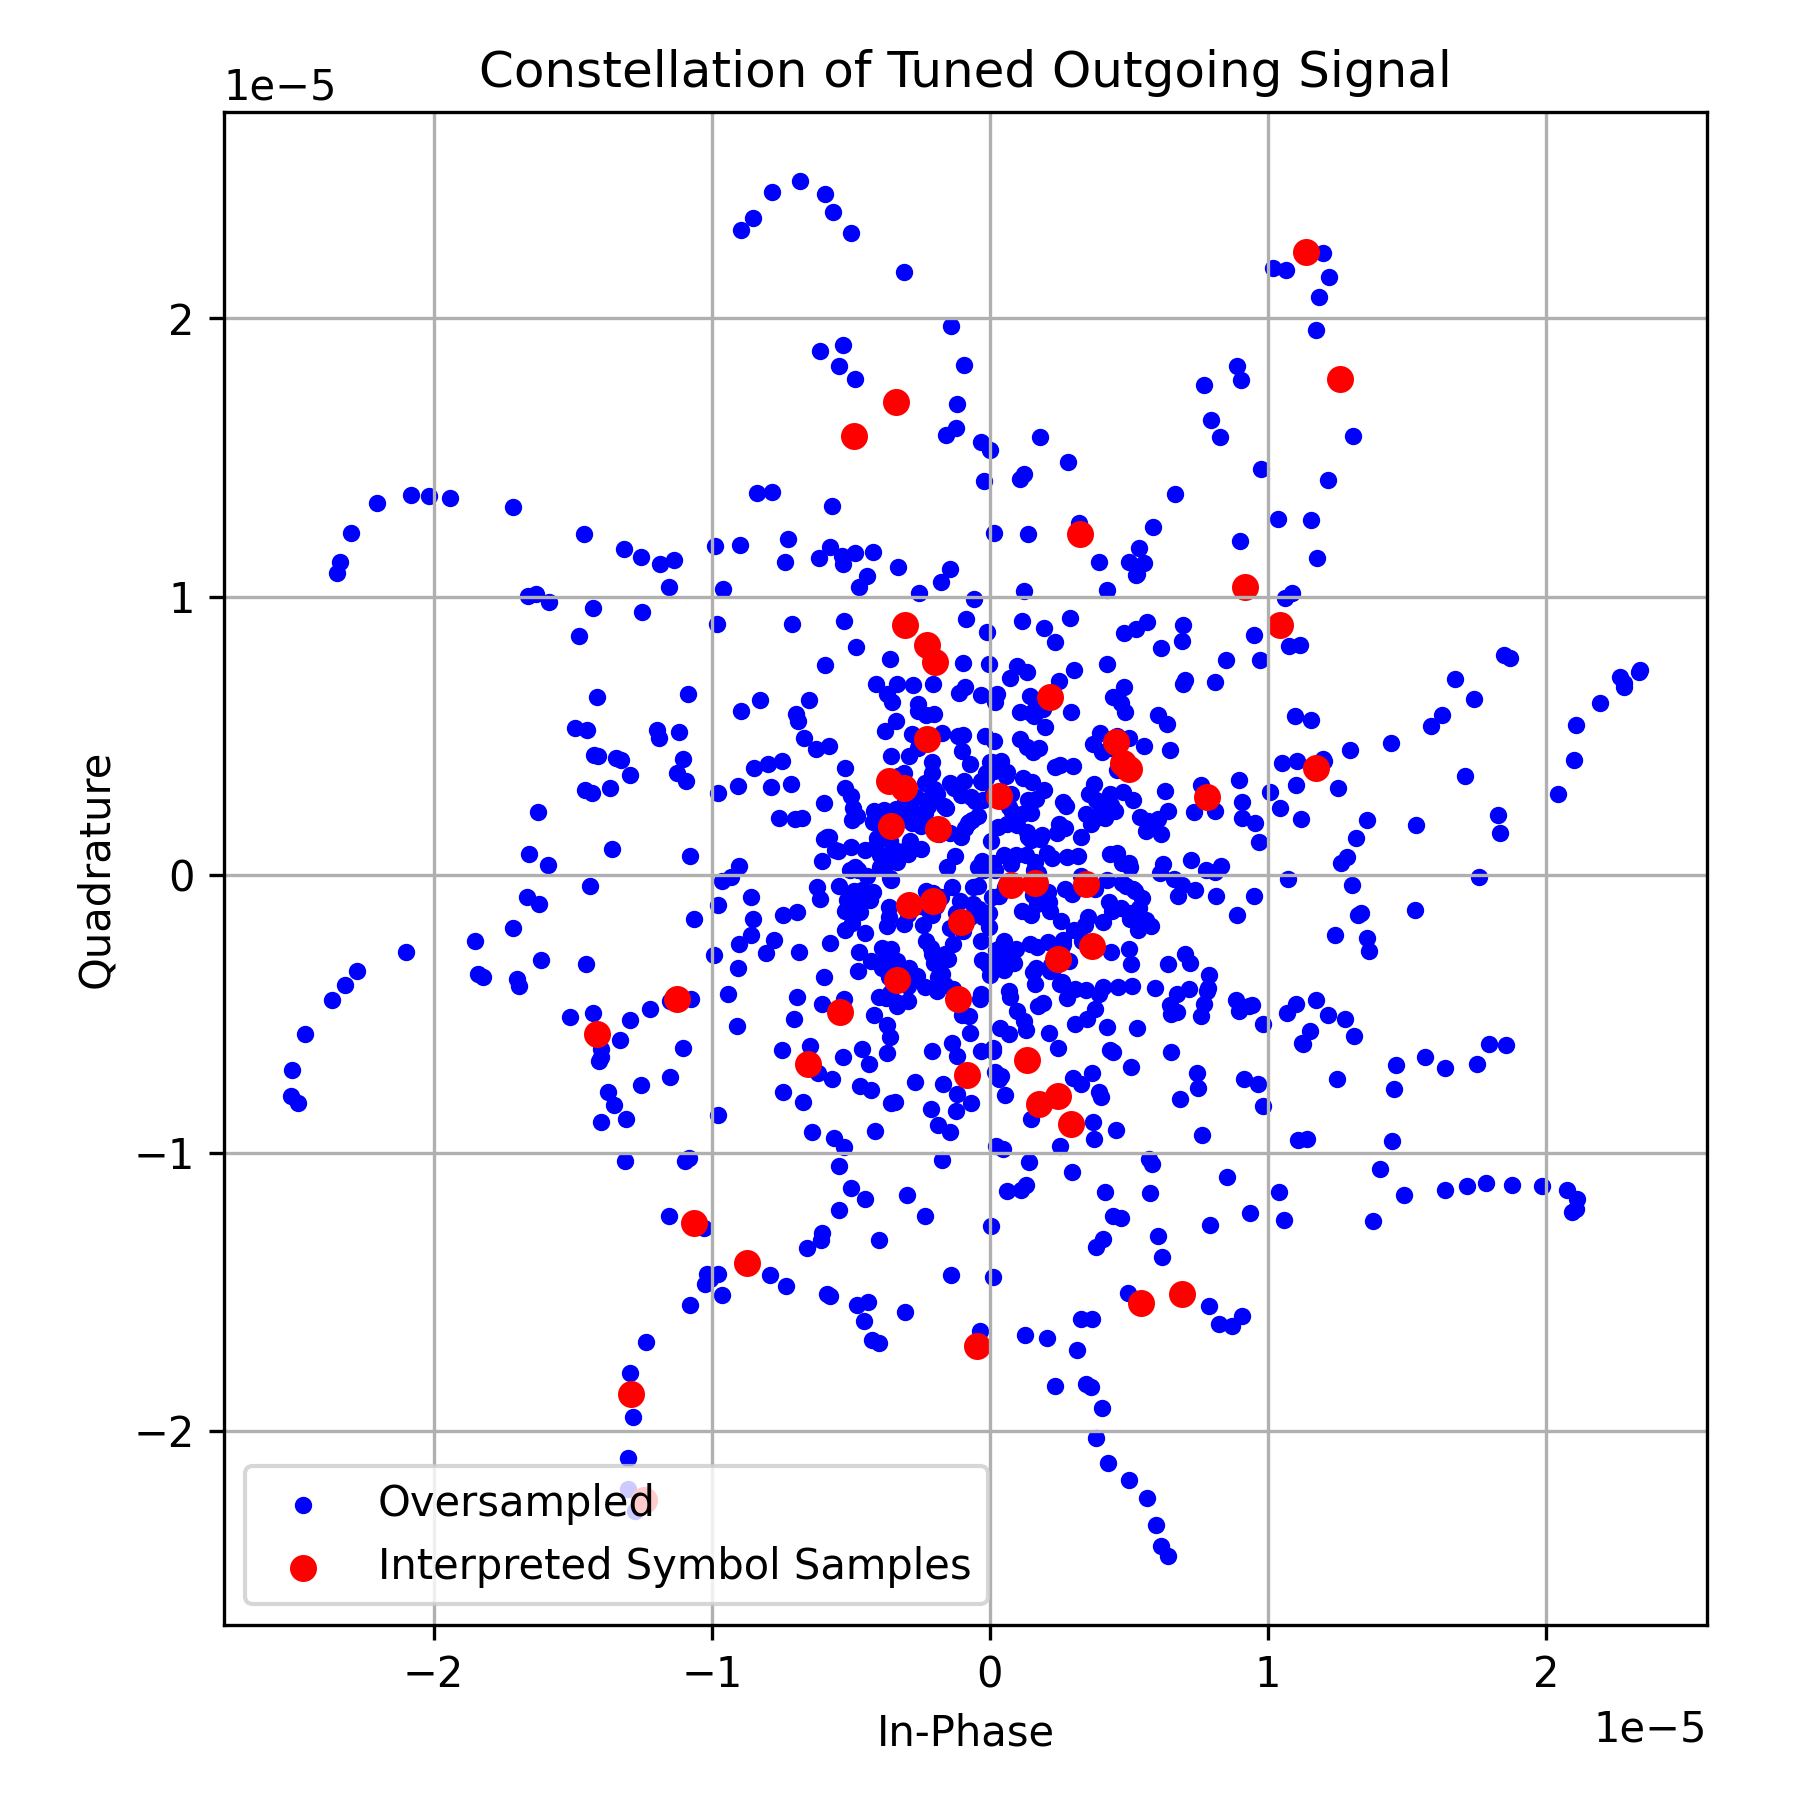 Constellation of Tuned Outgoing Signal
1e−5
2
1
0
−1
−2
Quadrature
Oversampled
Interpreted Symbol Samples
−2
−1
0
1
2
In-Phase
1e−5